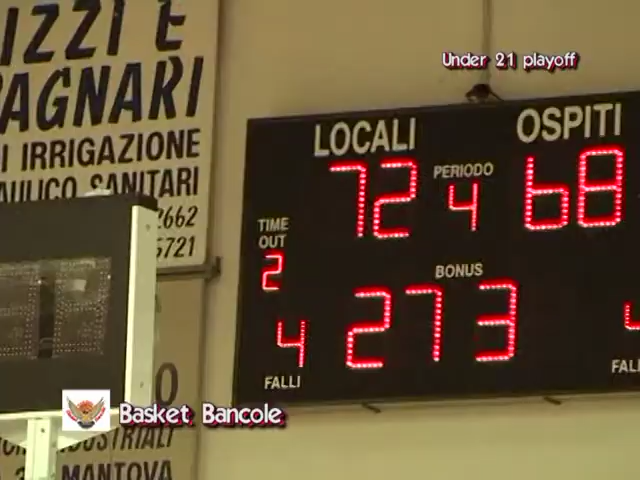 IZZI E
AGNARI
I IRRIGAZIONE
AULICO SANITARI
2662
5721
Under 21 playoff
LOCALI
OSPITI
72
PERIODO
4
68
TIME
OUT
2
BONUS
4
273
4
FALLI
FALL
Basket Bancole
MANTOVA